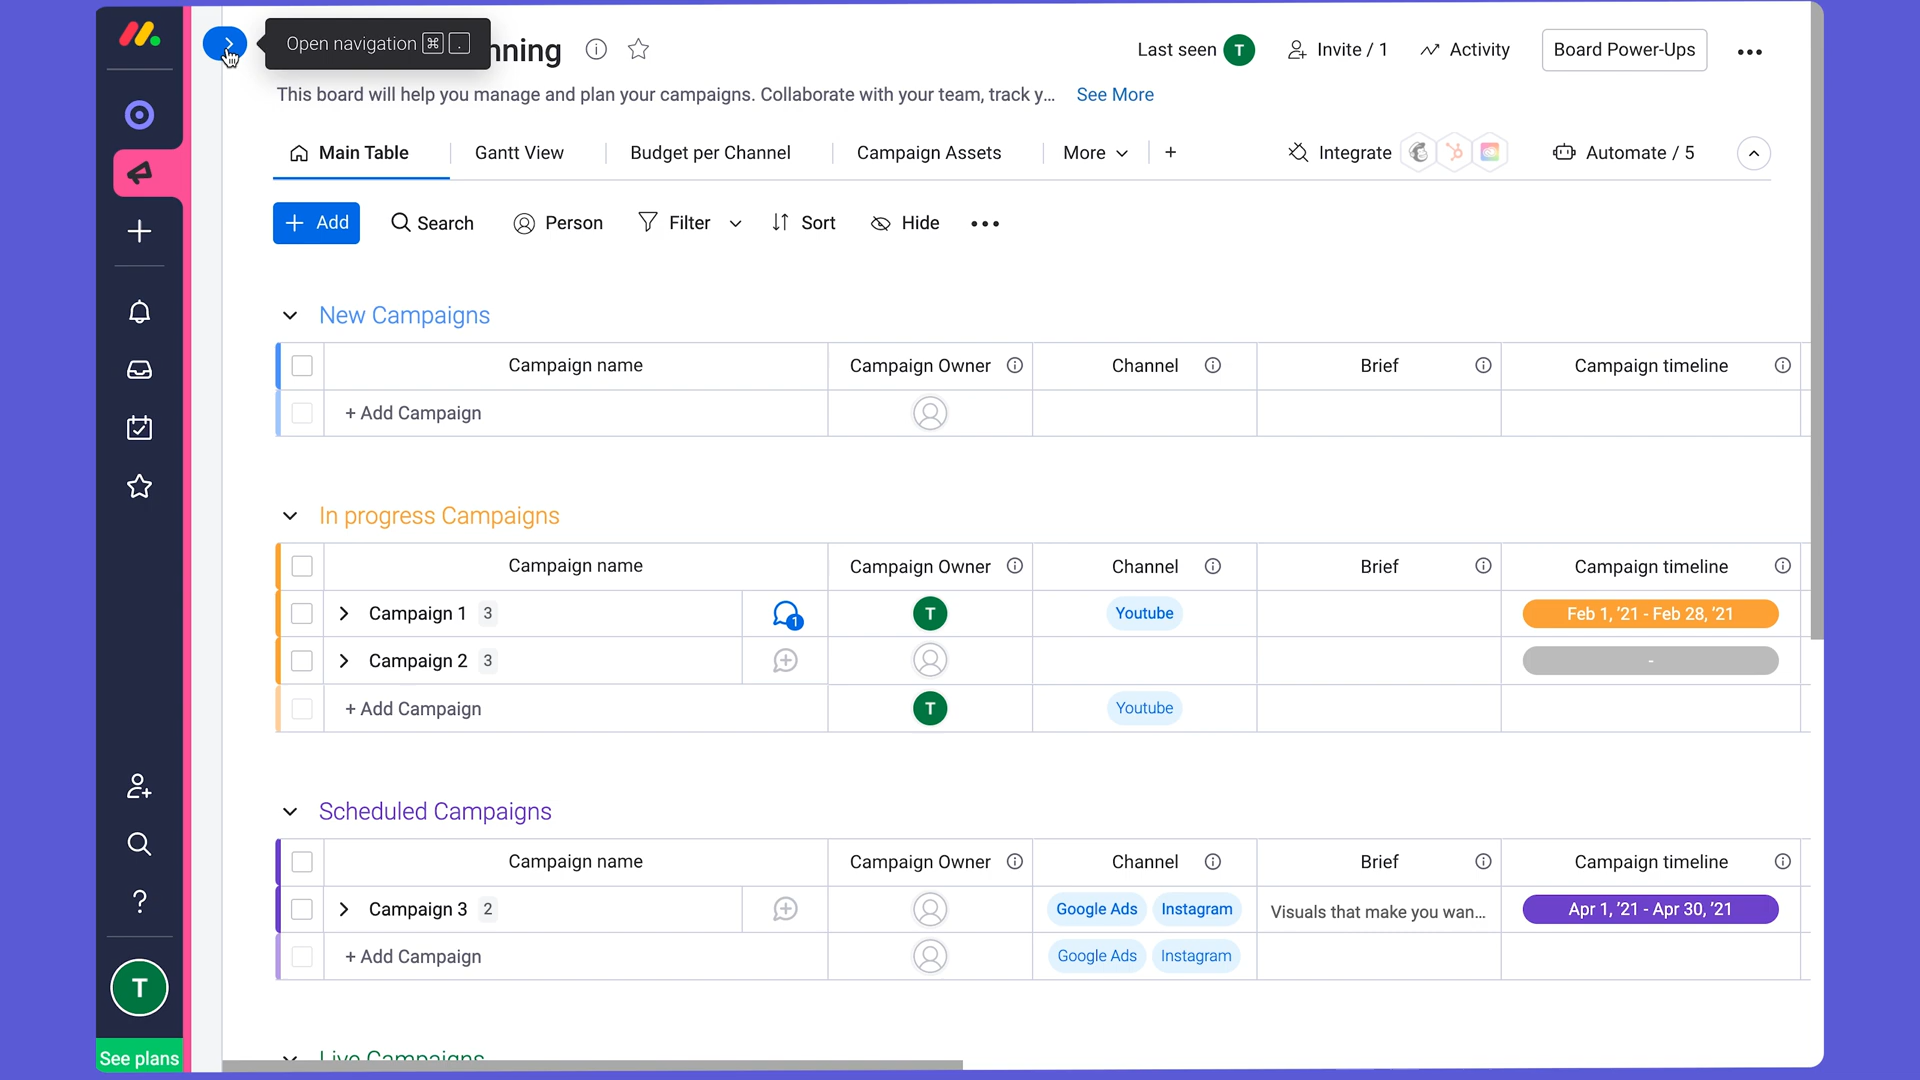 Open navigation ⌘ .
nning
Last seen T
Invite / 1
Activity
Board Power-Ups
This board will help you manage and plan your campaigns. Collaborate with your team, track y... See More
Main Table
Gantt View
Budget per Channel
Campaign Assets
More
+
Integrate
Automate / 5
+ Add
Search
Person
Filter
Sort
Hide
New Campaigns
Campaign name Campaign Owner Channel Brief Campaign timeline
+ Add Campaign
In progress Campaigns
Campaign name Campaign Owner Channel Brief Campaign timeline
Campaign 1 3 1 T Youtube Feb 1, '21 - Feb 28, '21
Campaign 2 3 -
+ Add Campaign T Youtube
Scheduled Campaigns
Campaign name Campaign Owner Channel Brief Campaign timeline
Campaign 3 2 Google Ads Instagram Visuals that make you wan... Apr 1, '21 - Apr 30, '21
+ Add Campaign Google Ads Instagram
Live Campaigns
?
T
See plans